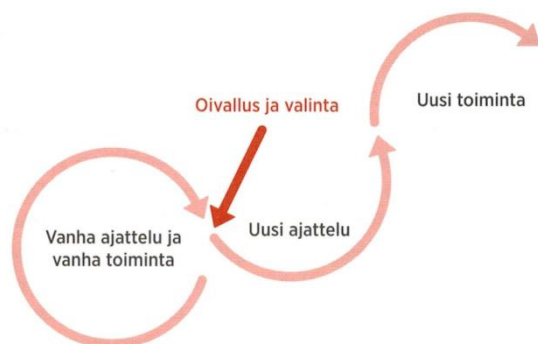 Oivallus ja valinta
Uusi toiminta
Vanha ajattelu ja
vanha toiminta
Uusi ajattelu